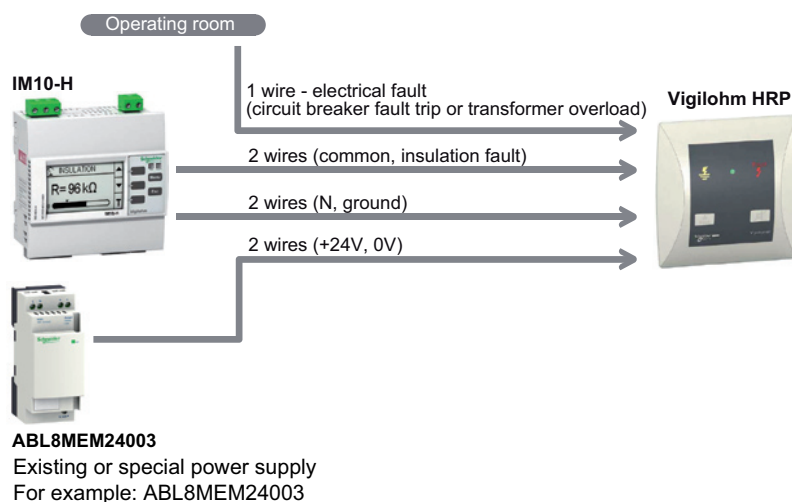 Operating room
IM10-H
1 wire - electrical fault
(circuit breaker fault trip or transformer overload)
Vigilohm HRP
2 wires (common, insulation fault)
INSULATION
R= 96 kΩ
2 wires (N, ground)
2 wires (+24V, 0V)
ABL8MEM24003
Existing or special power supply
For example: ABL8MEM24003